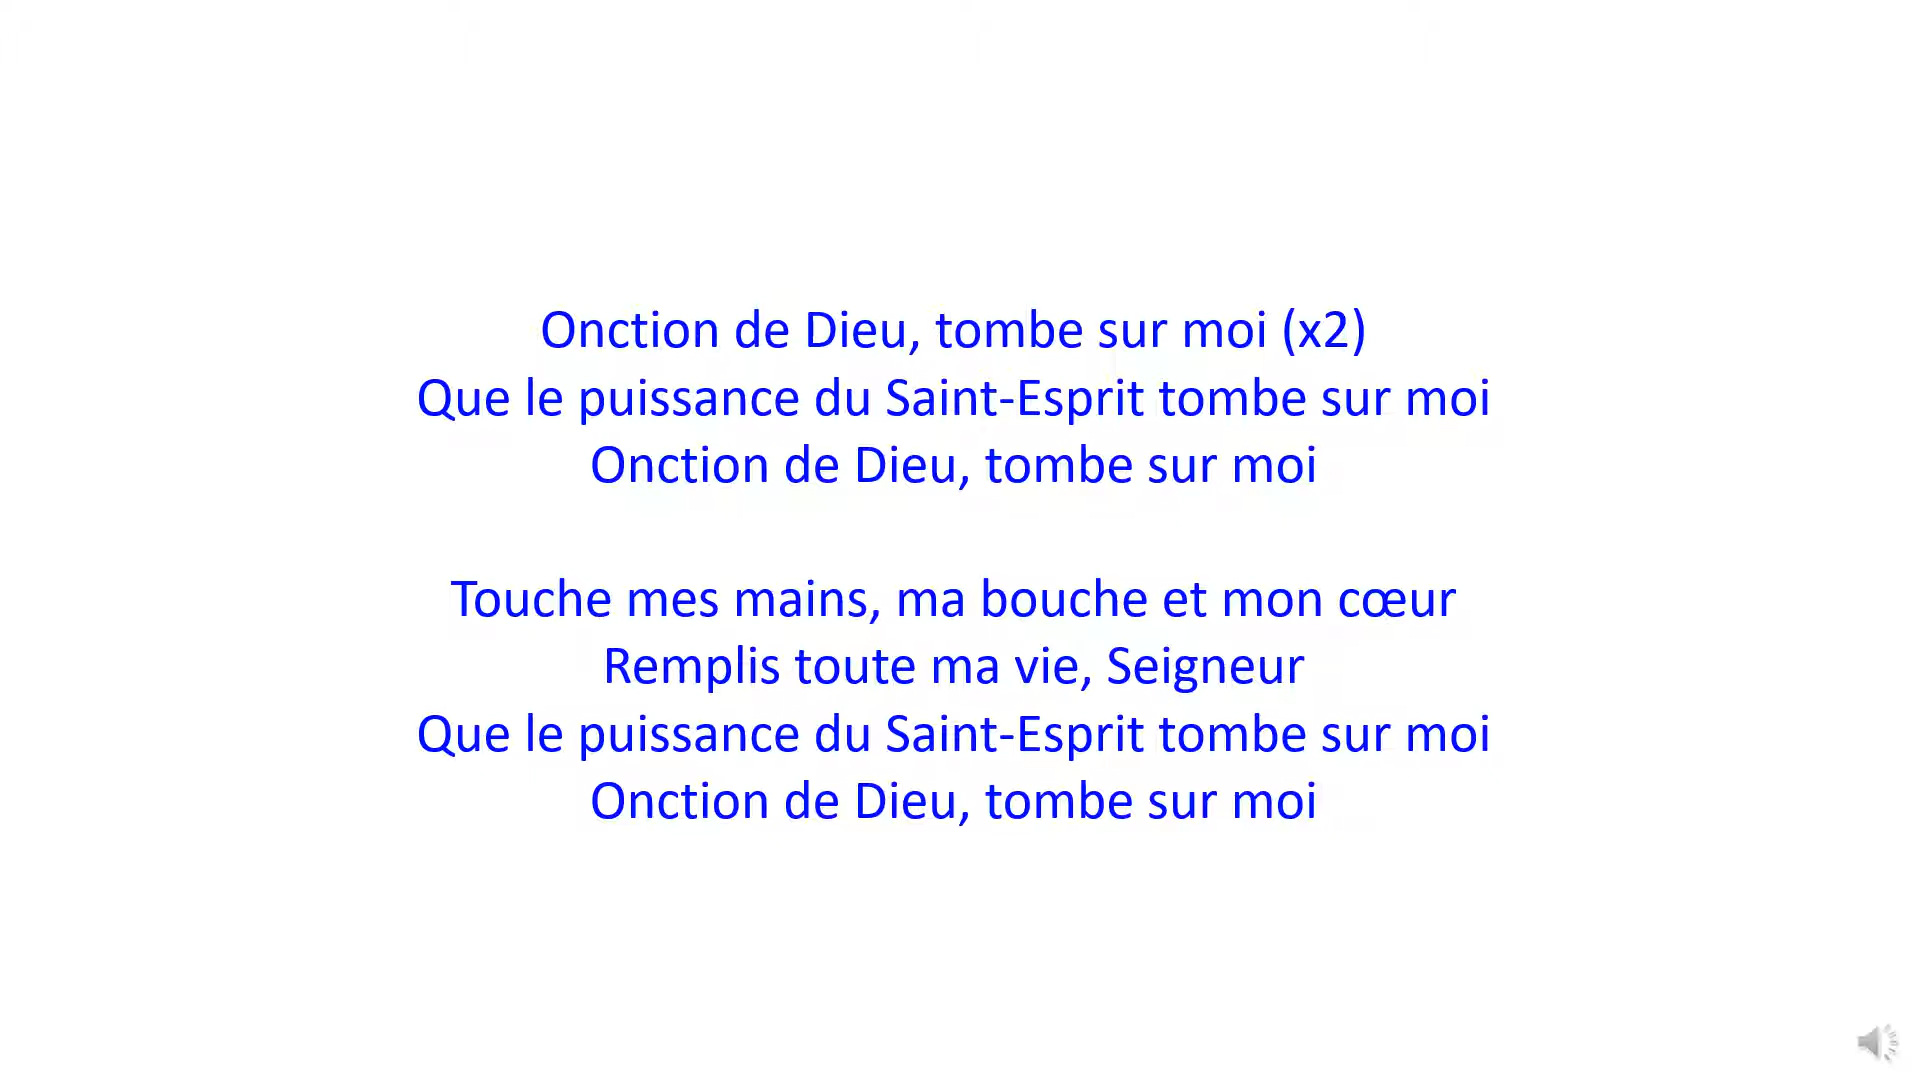 Onction de Dieu, tombe sur moi (x2)
Que le puissance du Saint-Esprit tombe sur moi
Onction de Dieu, tombe sur moi
Touche mes mains, ma bouche et mon cœur
Remplis toute ma vie, Seigneur
Que le puissance du Saint-Esprit tombe sur moi
Onction de Dieu, tombe sur moi